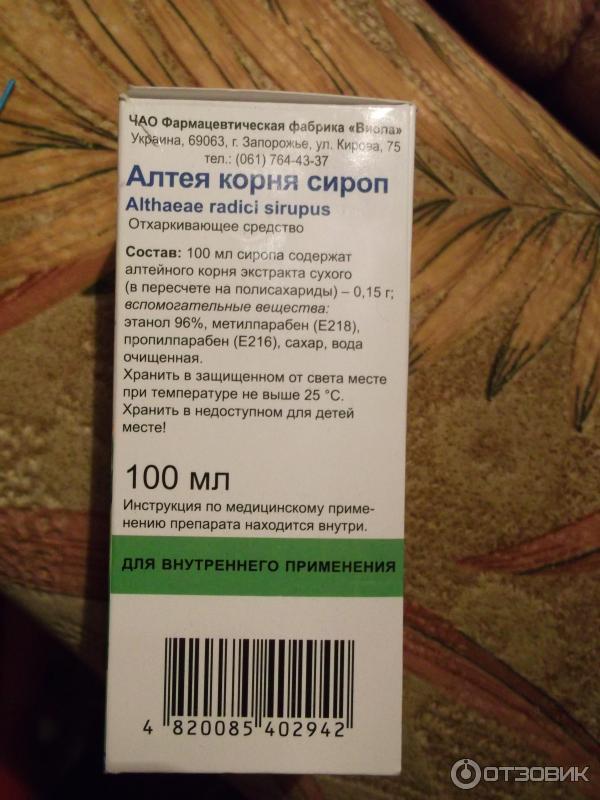 ЧАО Фармацевтическая фабрика «Виола»
Украина, 69063, г. Запорожье, ул. Кирова, 75
тел.: (061) 764-43-37
Алтея корня сироп
Althaeae radici sirupus
Отхаркивающее средство
Состав: 100 мл сиропа содержат
алтейного корня экстракта сухого
(в пересчете на полисахариды) – 0,15 г;
вспомогательные вещества:
этанол 96%, метилпарабен (Е218),
пропилпарабен (Е216), сахар, вода
очищенная.
Хранить в защищенном от света месте
при температуре не выше 25 °С.
Хранить в недоступном для детей
месте!
100 мл
Инструкция по медицинскому приме-
нению препарата находится внутри.
ДЛЯ ВНУТРЕННЕГО ПРИМЕНЕНИЯ
4 820085 402942
ОТЗОВИК